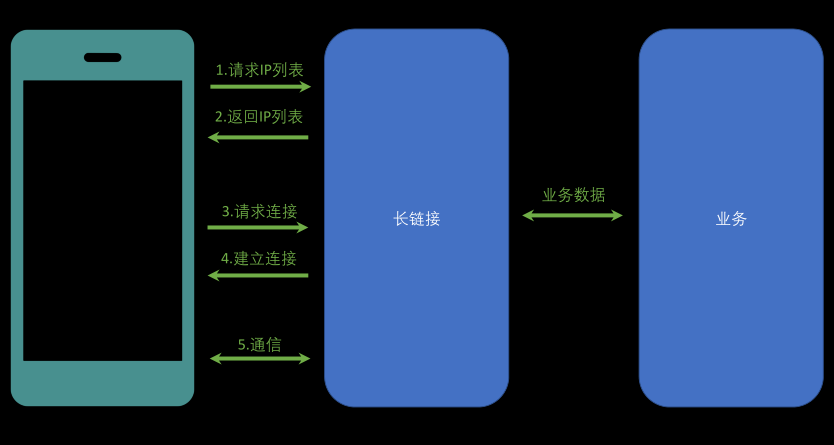 1.请求IP列表
2.返回IP列表
3.请求连接
4.建立连接
5.通信
长链接
业务数据
业务